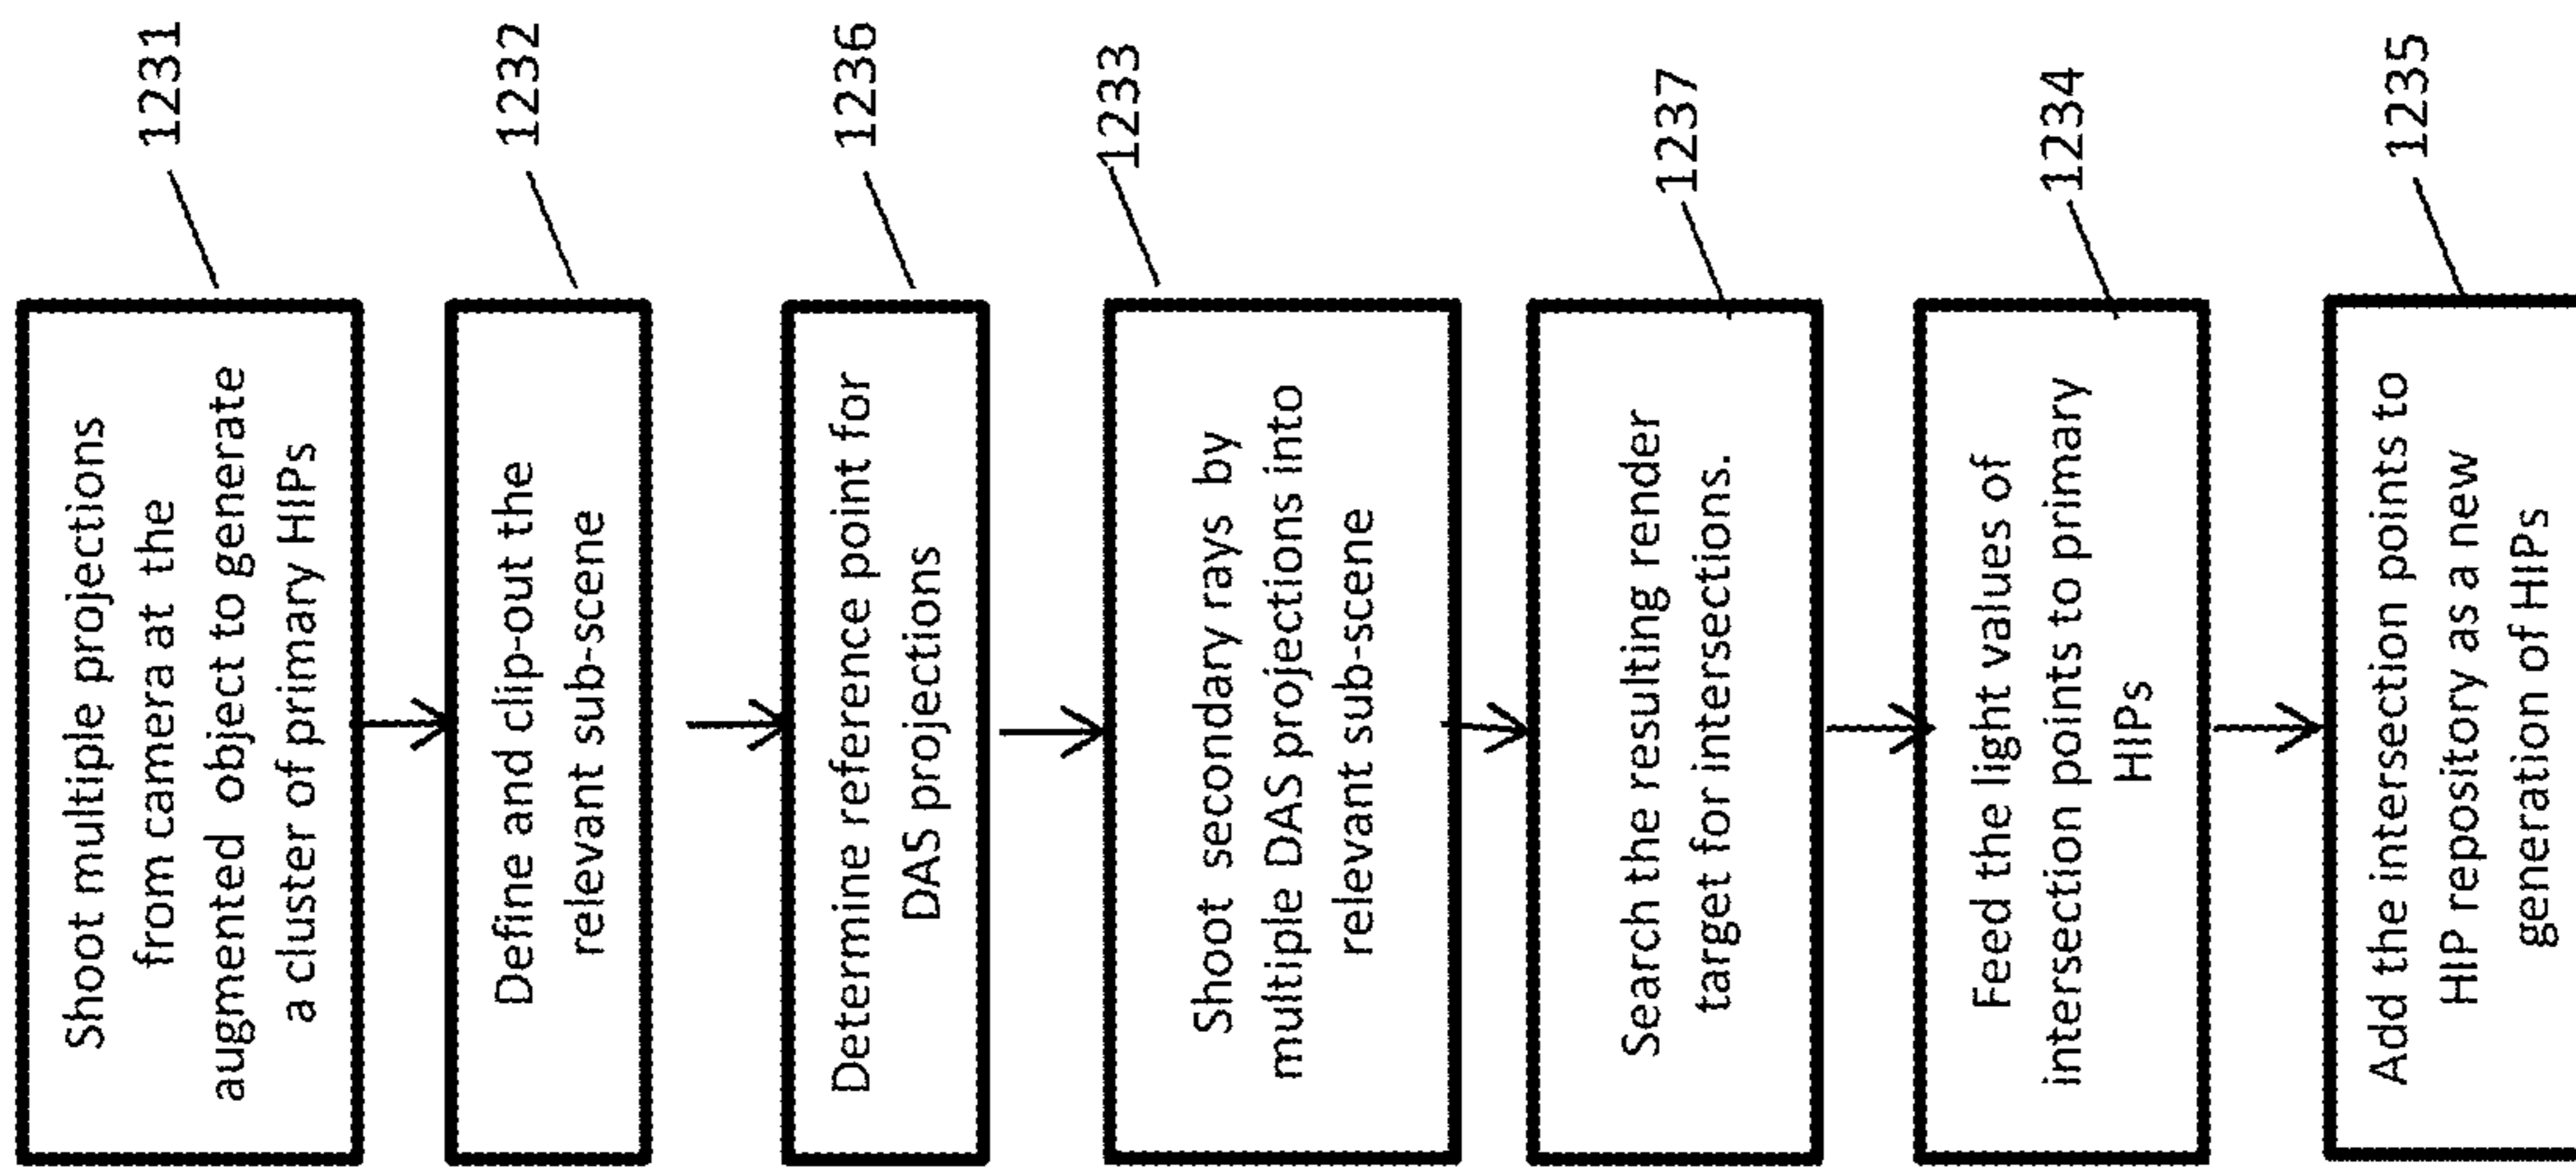 Shoot multiple projections
from camera at the
augmented object to generate
a cluster of primary HIPs
1231
Define and clip-out the
relevant sub-scene
1232
Determine reference point for
DAS projections
1236
Shoot secondary rays by
multiple DAS projections into
relevant sub-scene
1233
Search the resulting render
target for intersections.
1237
Feed the light values of
intersection points to primary
HIPs
1234
Add the intersection points to
HIP repository as a new
generation of HIPs
1235